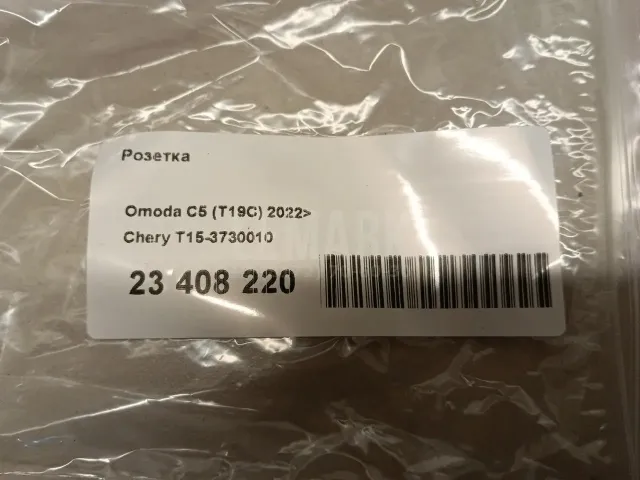 Розетка
Omoda C5 (T19C) 2022>
Chery T15-3730010
23 408 220